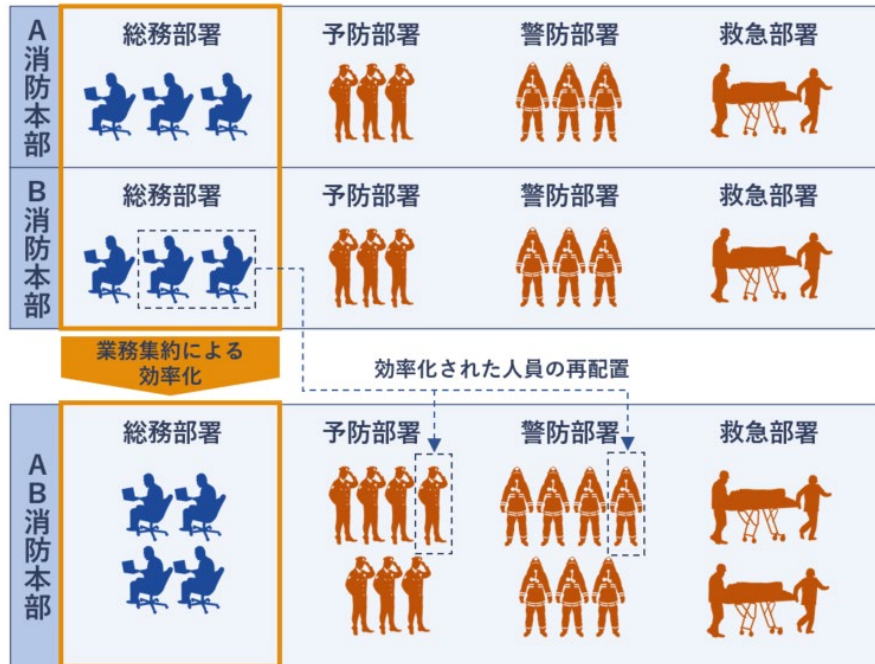 A消防本部
総務部署
予防部署
警防部署
救急部署
B消防本部
総務部署
予防部署
警防部署
救急部署
業務集約による
効率化
効率化された人員の再配置
AB消防本部
総務部署
予防部署
警防部署
救急部署